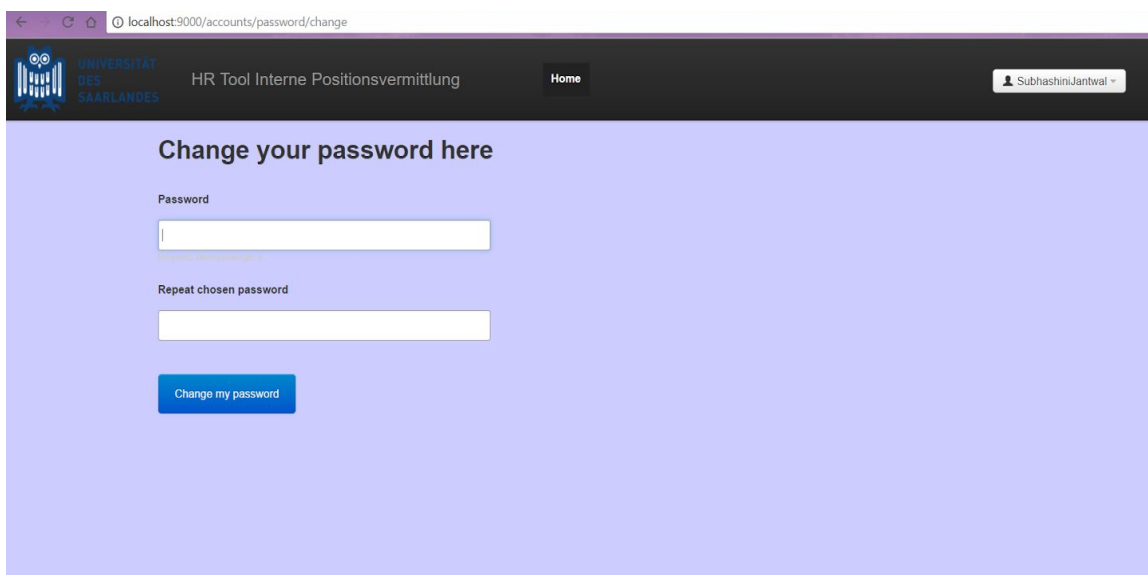 localhost:9000/accounts/password/change
UNIVERSITÄT
DES
SAARLANDES
HR Tool Interne Positionsvermittlung
Home
SubhashiniJantwal
Change your password here
Password
Repeat chosen password
Change my password